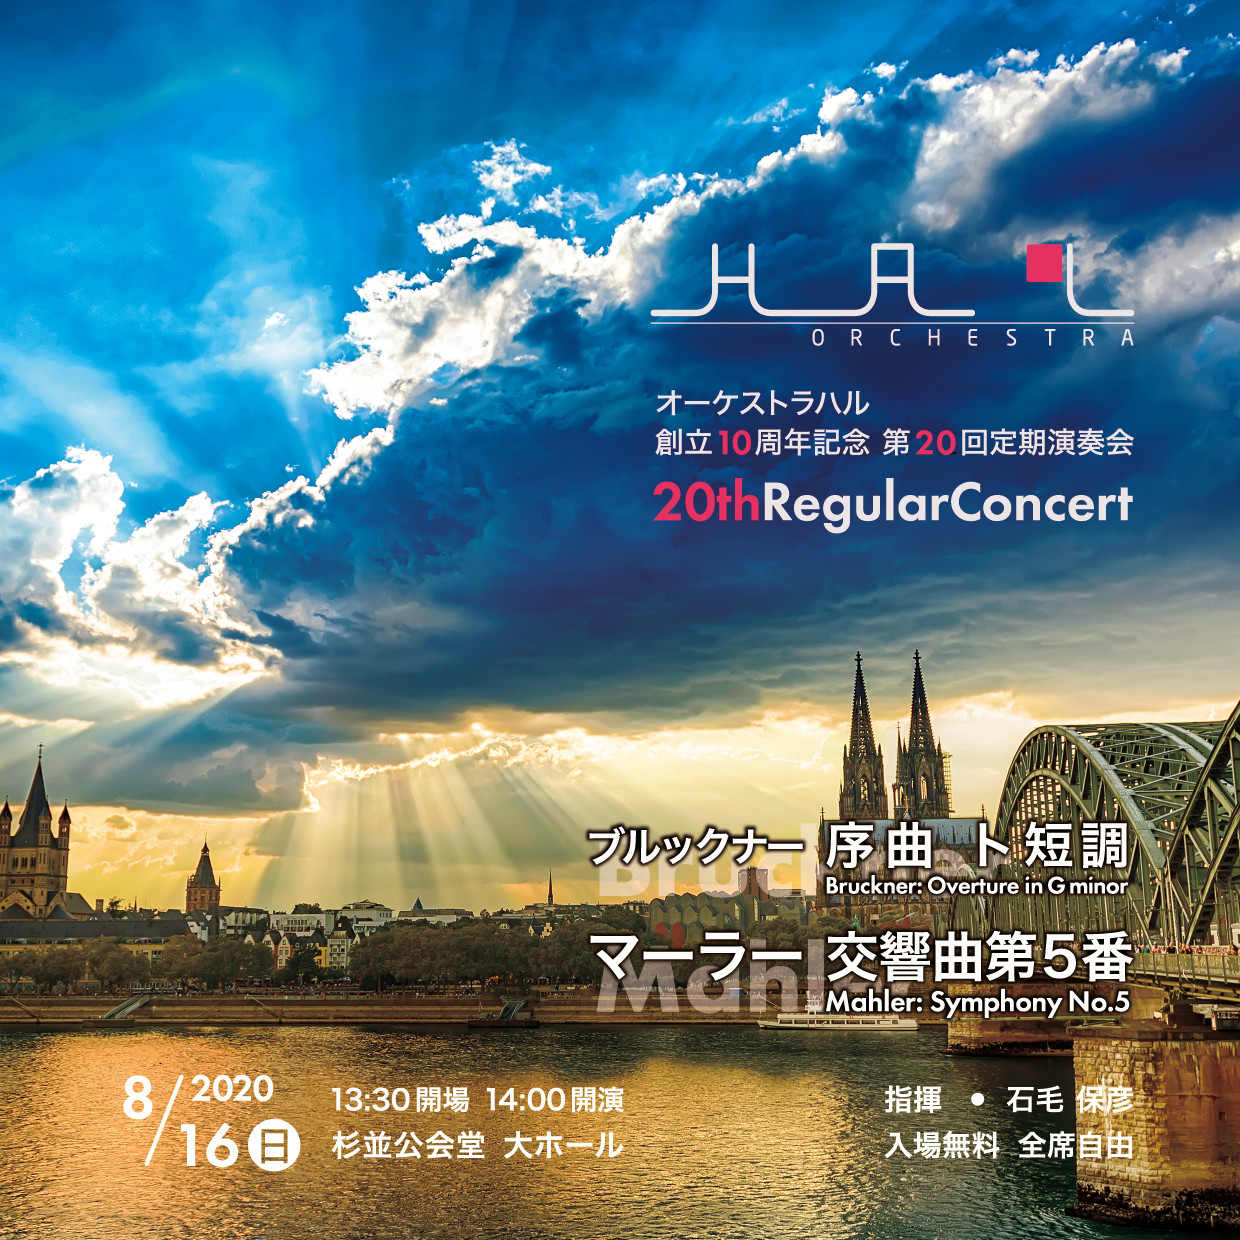 HAL
ORCHESTRA
オーケストラハル
創立10周年記念 第20回定期演奏会
20thRegularConcert
ブルックナー 序曲 ト短調
Bruckner
Bruckner: Overture in G minor
マーラー 交響曲第5番
Mahler
Mahler: Symphony No.5
8/16 2020 日
13:30開場 14:00開演
杉並公会堂 大ホール
指揮 ● 石毛 保彦
入場無料 全席自由